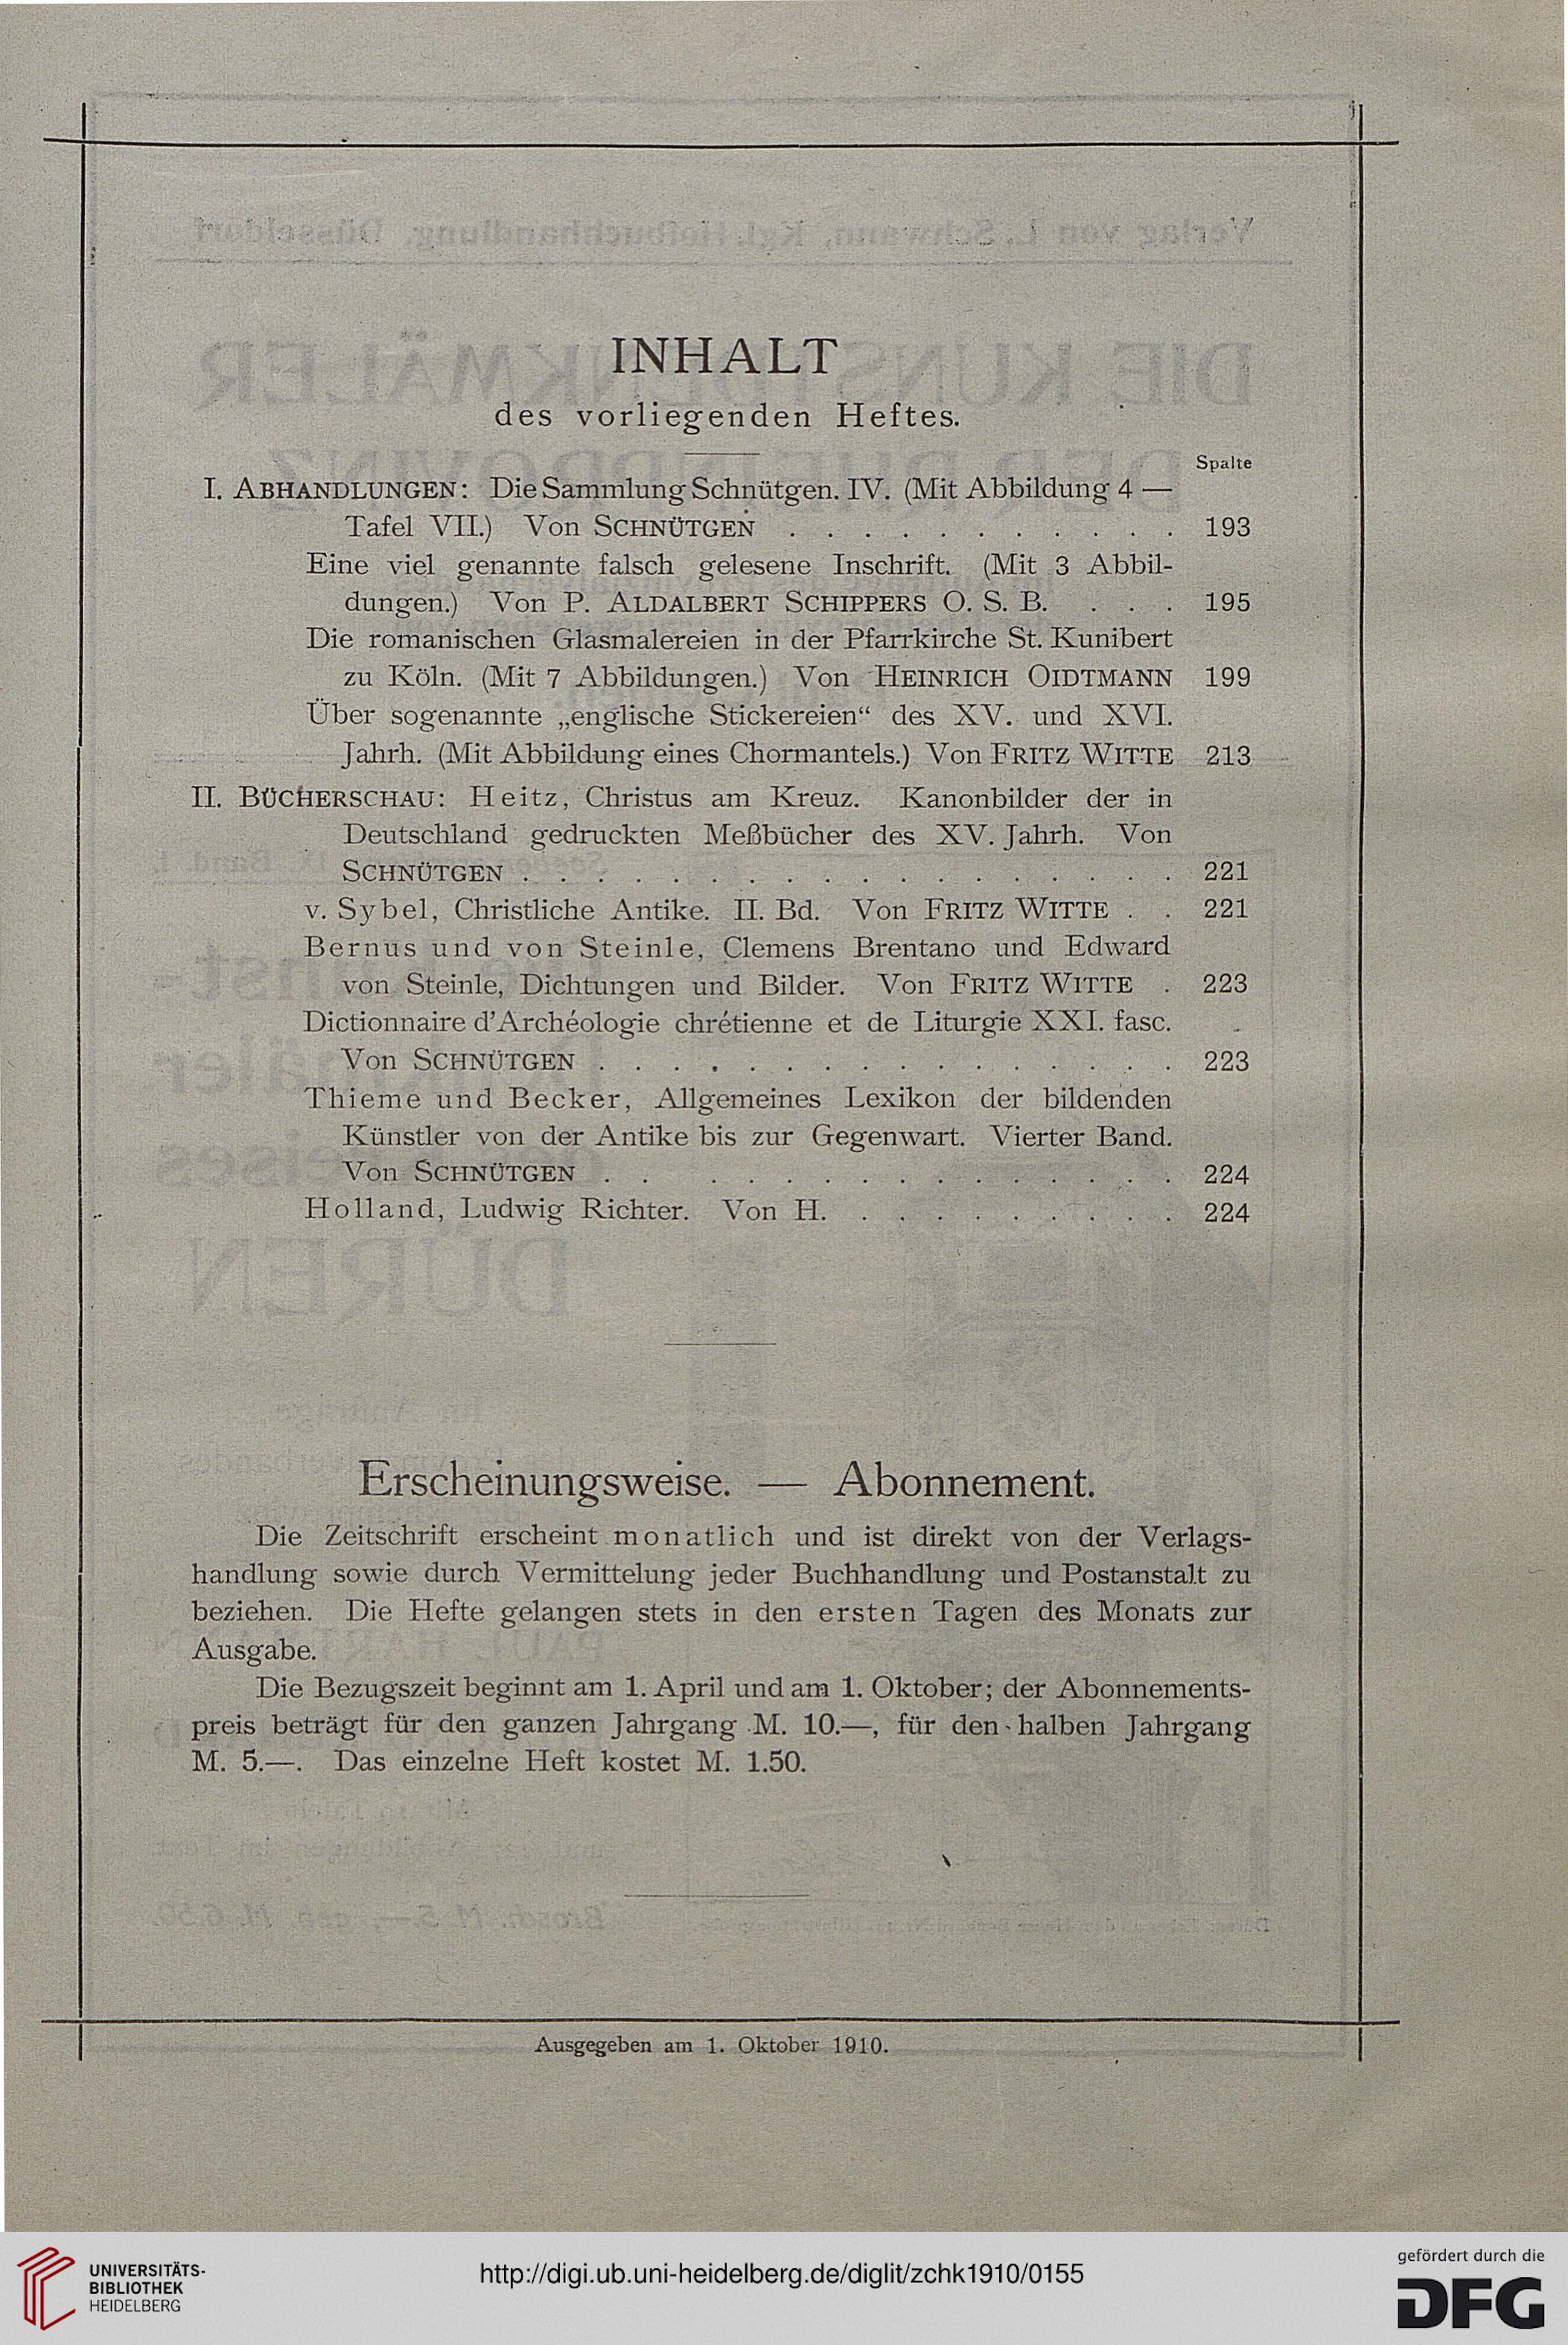 INHALT
des vorliegenden Heftes.
Spalte
I. ABHANDLUNGEN: Die Sammlung Schnütgen. IV. (Mit Abbildung 4 —
Tafel VII.) Von SCHNÜTGEN . . . . . . . . . . . 193
Eine viel genannte falsch gelesene Inschrift. (Mit 3 Abbil-
dungen.) Von P. ALDALBERT SCHIPPERS O. S. B. . . . 195
Die romanischen Glasmalereien in der Pfarrkirche St. Kunibert
zu Köln. (Mit 7 Abbildungen.) Von HEINRICH OIDTMANN 199
Über sogenannte „englische Stickereien“ des XV. und XVI.
Jahrh. (Mit Abbildung eines Chormantels.) Von FRITZ WITTE 213
II. BÜCHERSCHAU: Heitz, Christus am Kreuz. Kanonbilder der in
Deutschland gedruckten Meßbücher des XV. Jahrh. Von
SCHNÜTGEN . . . . . . . . . . . . . . . . . . 221
v. Sybel, Christliche Antike. II. Bd. Von FRITZ WITTE . . 221
Bernus und von Steinle, Clemens Brentano und Edward
von Steinle, Dichtungen und Bilder. Von FRITZ WITTE . 223
Dictionnaire d'Archéologie chrétienne et de Liturgie XXI. fasc.
Von SCHNÜTGEN . . . . . . . . . . . . . . . . 223
Thieme und Becker, Allgemeines Lexikon der bildenden
Künstler von der Antike bis zur Gegenwart. Vierter Band.
Von SCHNÜTGEN . . . . . . . . . . . . . . . 224
Holland, Ludwig Richter. Von H. . . . . . . . . . 224
Erscheinungsweise. — Abonnement.
Die Zeitschrift erscheint monatlich und ist direkt von der Verlags-
handlung sowie durch Vermittelung jeder Buchhandlung und Postanstalt zu
beziehen. Die Hefte gelangen stets in den ersten Tagen des Monats zur
Ausgabe.
Die Bezugszeit beginnt am 1. April und am 1. Oktober; der Abonnements-
preis beträgt für den ganzen Jahrgang M. 10.—, für den halben Jahrgang
M. 5.—. Das einzelne Heft kostet M. 1.50.
Ausgegeben am 1. Oktober 1910.
UNIVERSITÄTS-
BIBLIOTHEK
HEIDELBERG
http://digi.ub.uni-heidelberg.de/diglit/zchk1910/0155
gefördert durch die
DFG